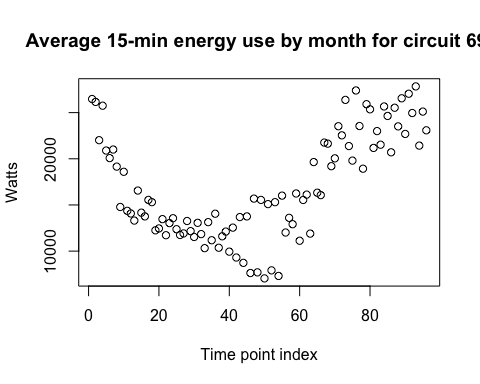 Average 15-min energy use by month for circuit 69
Watts
20000
10000
0 20 40 60 80
Time point index